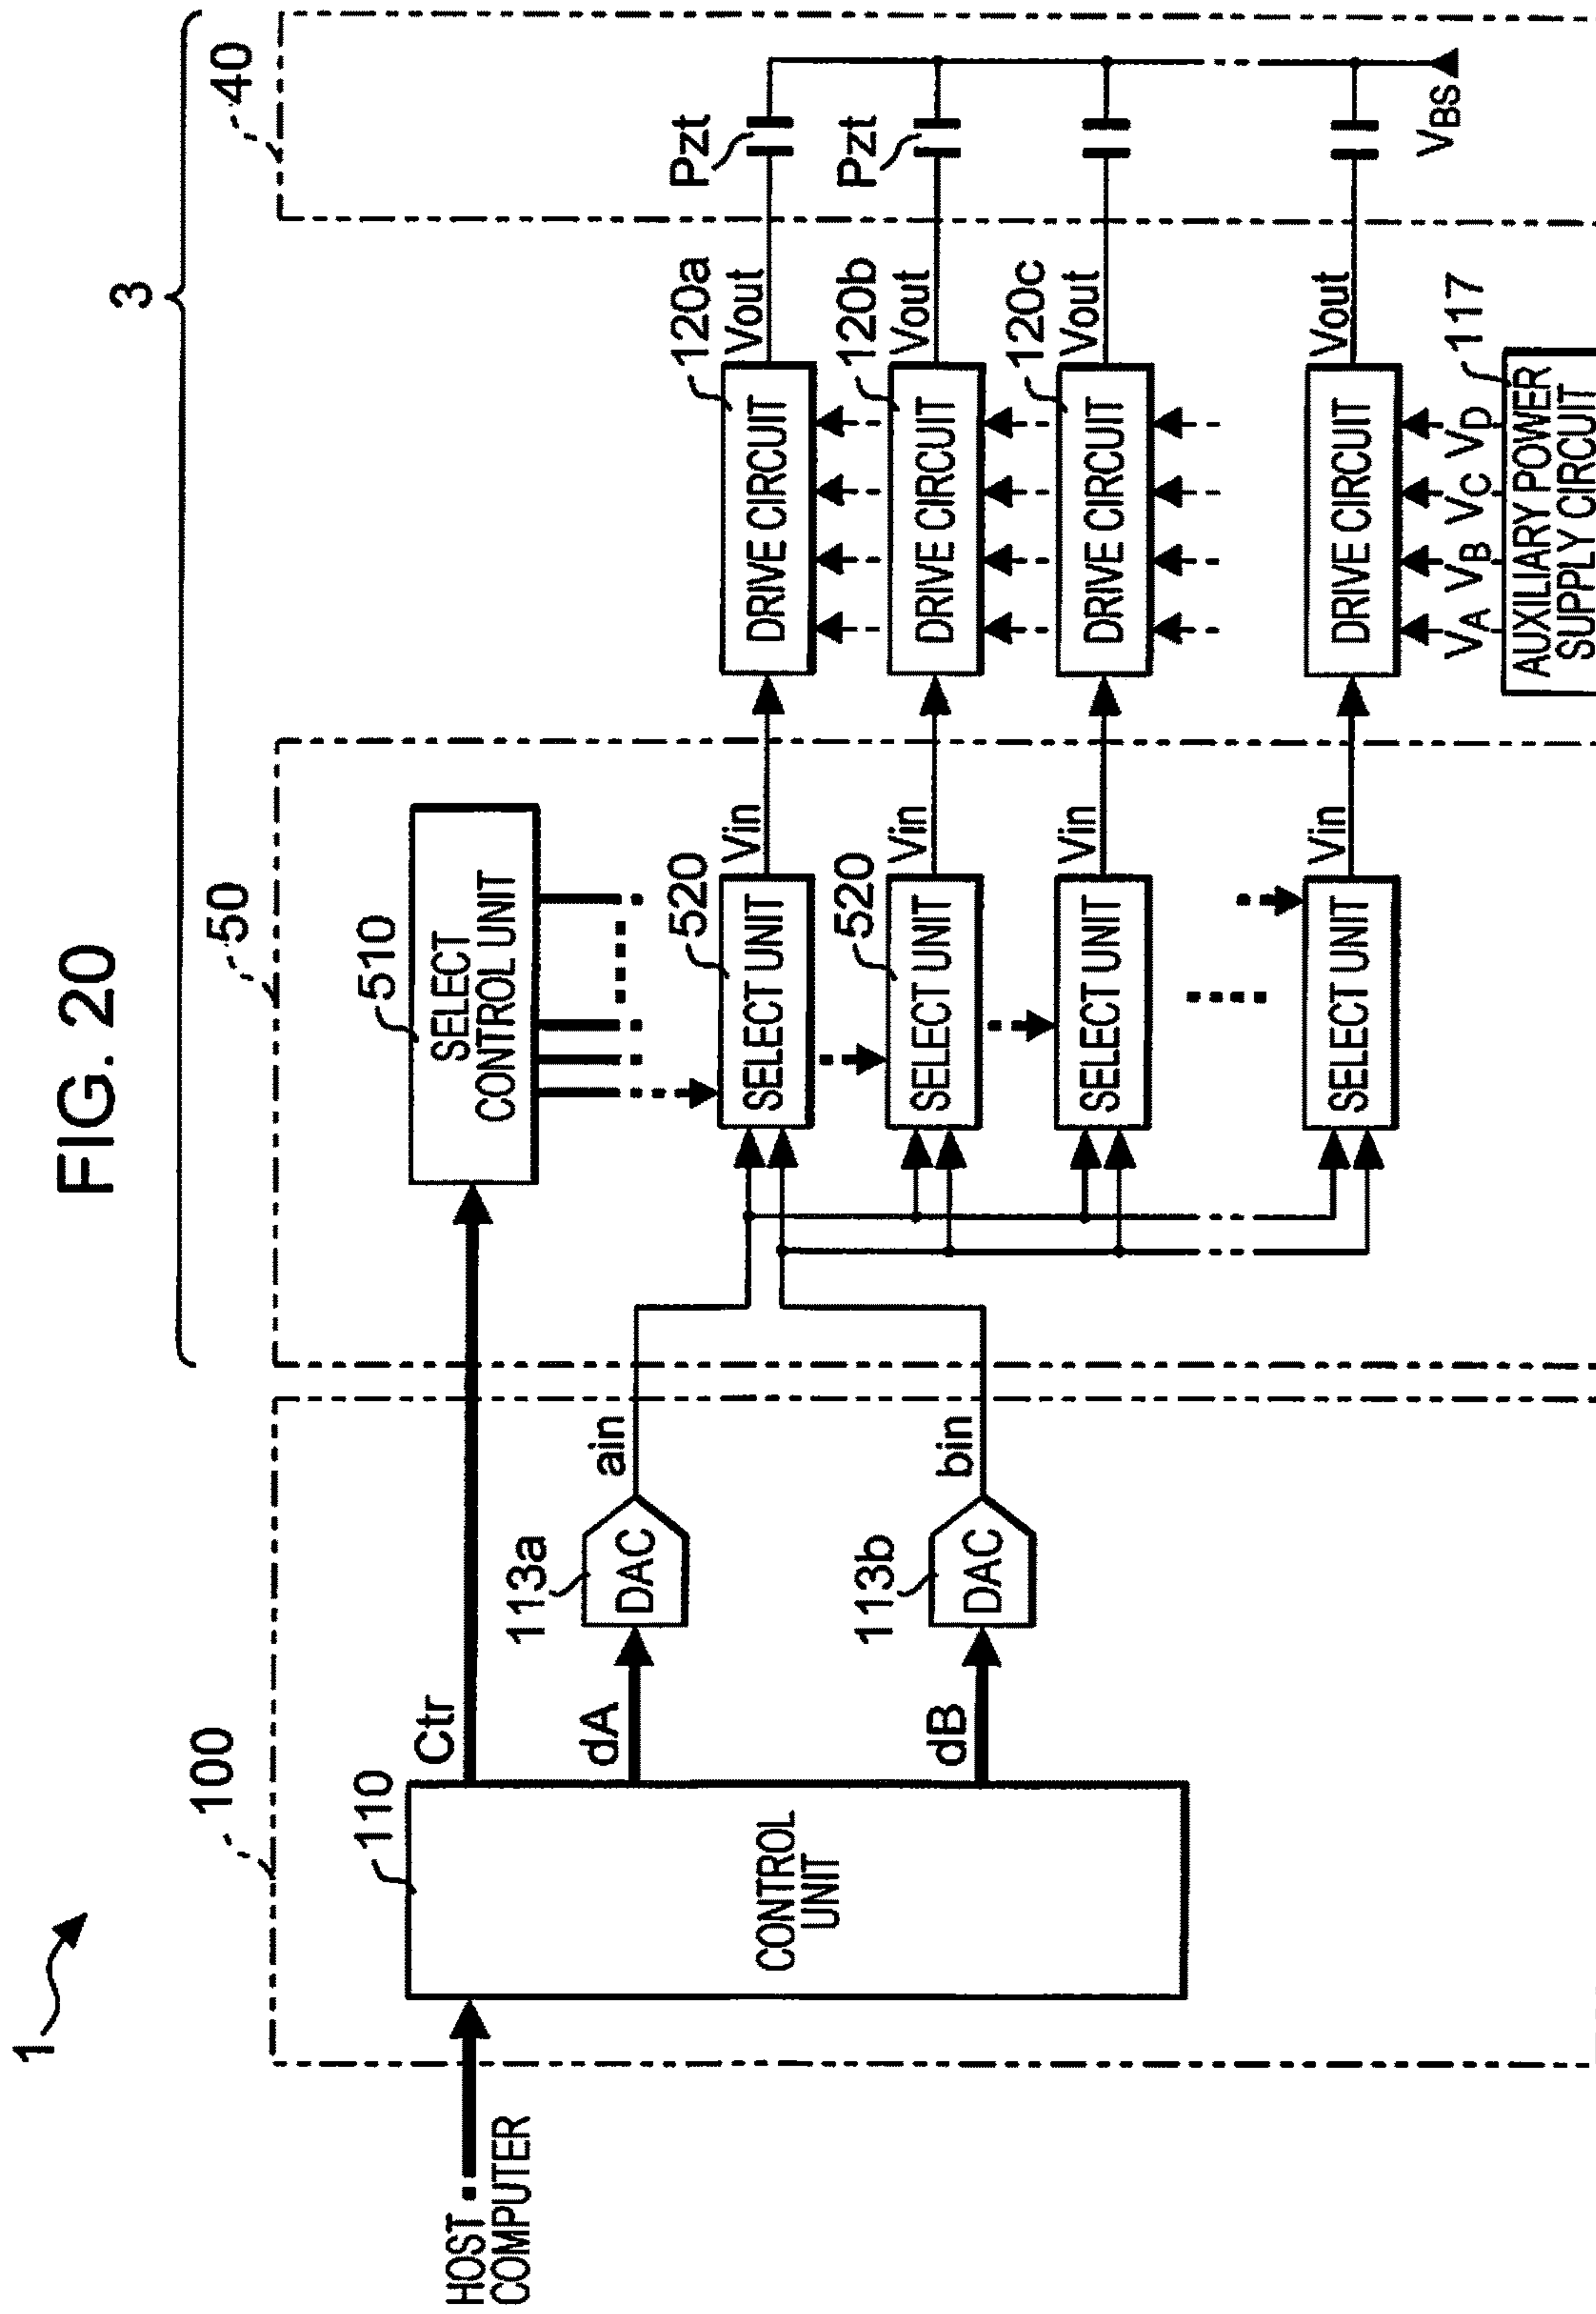 FIG. 20
1
3
100
50
40
HOST
COMPUTER
110
CONTROL
UNIT
Ctr
dA
dB
113a
DAC
ain
113b
DAC
bin
510
SELECT
CONTROL UNIT
520
SELECT UNIT
Vin
520
SELECT UNIT
Vin
SELECT UNIT
Vin
SELECT UNIT
Vin
120a
DRIVE CIRCUIT
Vout
120b
DRIVE CIRCUIT
Vout
120c
DRIVE CIRCUIT
Vout
DRIVE CIRCUIT
Vout
VA VB VC VD
117
AUXILIARY POWER
SUPPLY CIRCUIT
Pzt
Pzt
VBS